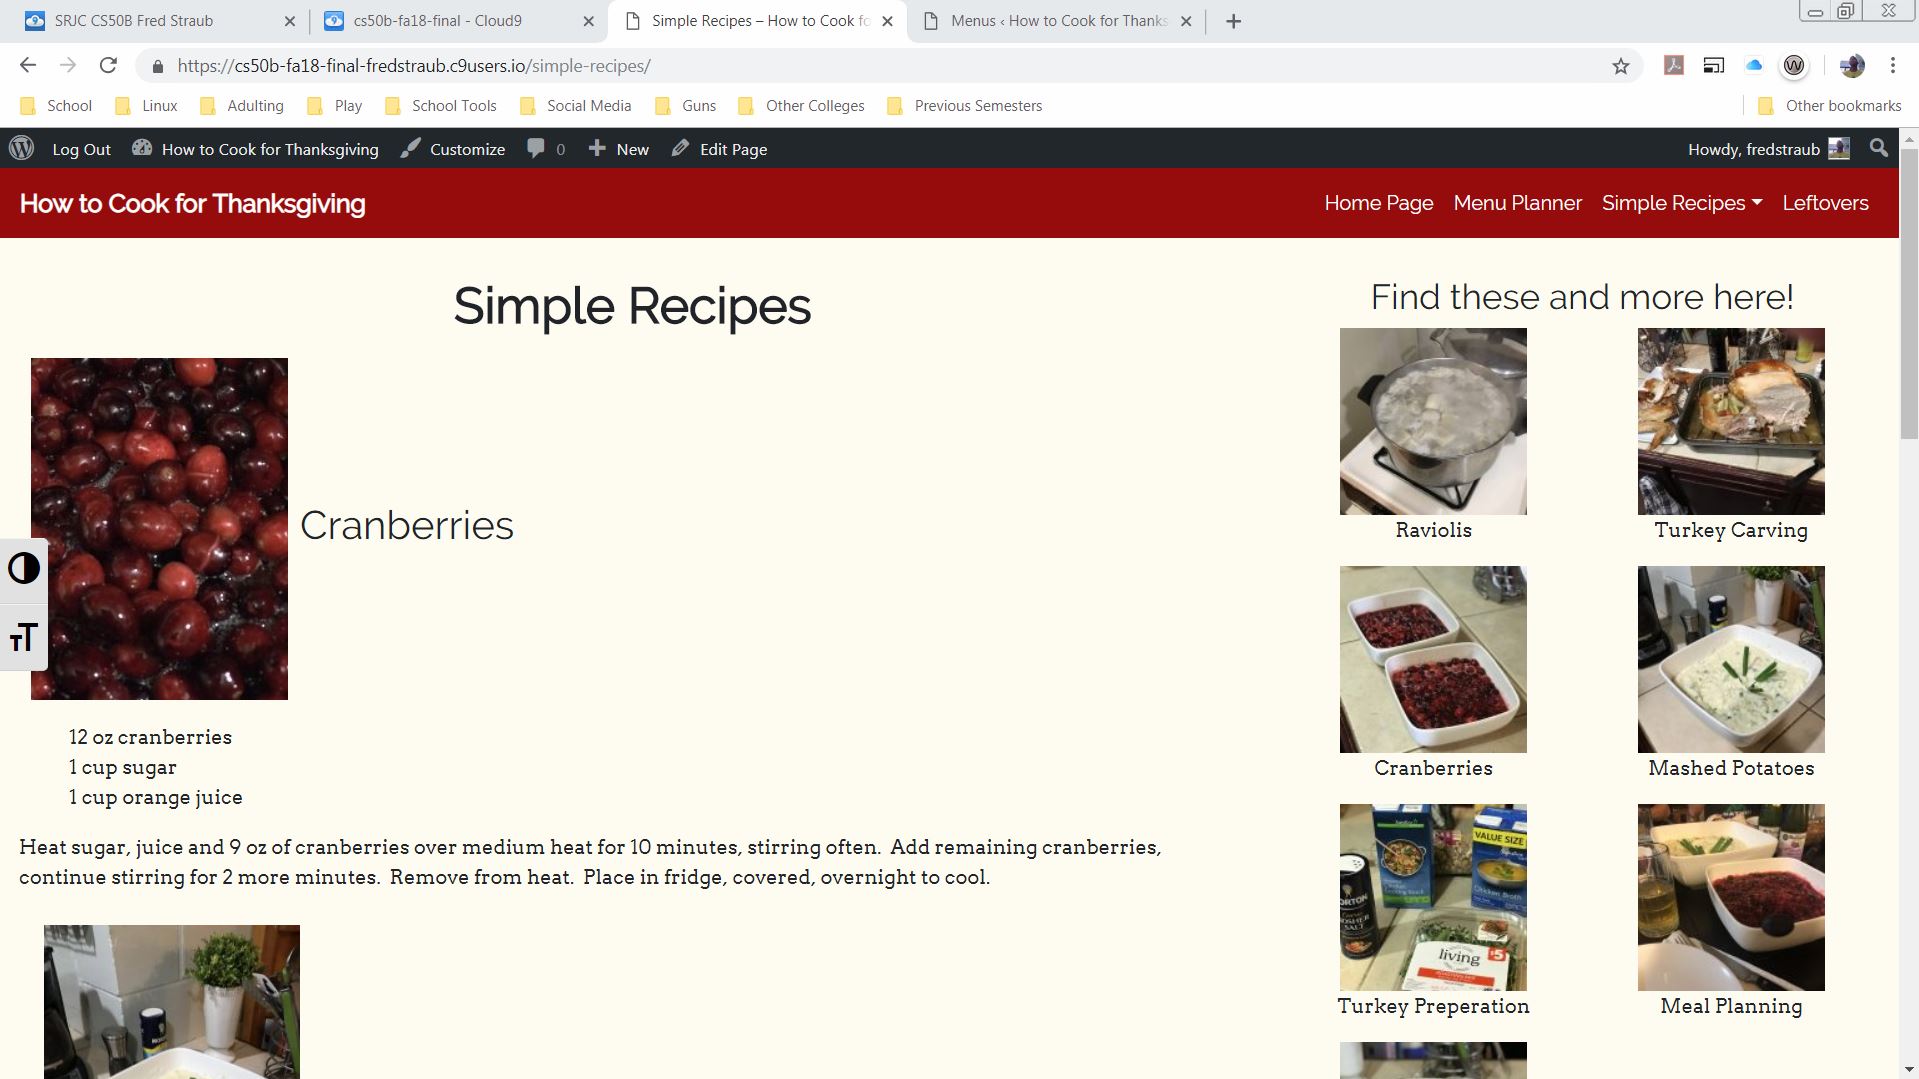 SRJC CS50B Fred Straub
cs50b-fa18-final - Cloud9
Simple Recipes – How to Cook fo
Menus ‹ How to Cook for Thanks
https://cs50b-fa18-final-fredstraub.c9users.io/simple-recipes/
School Linux Adulting Play School Tools Social Media Guns Other Colleges Previous Semesters Other bookmarks
Log Out How to Cook for Thanksgiving Customize 0 New Edit Page Howdy, fredstraub
How to Cook for Thanksgiving
Home Page Menu Planner Simple Recipes Leftovers
Simple Recipes
Cranberries
12 oz cranberries
1 cup sugar
1 cup orange juice
Heat sugar, juice and 9 oz of cranberries over medium heat for 10 minutes, stirring often. Add remaining cranberries,
continue stirring for 2 more minutes. Remove from heat. Place in fridge, covered, overnight to cool.
Find these and more here!
Raviolis
Turkey Carving
Cranberries
Mashed Potatoes
VALUE SIZE
Chicken Broth
living
$5
Turkey Preperation
Meal Planning
TT